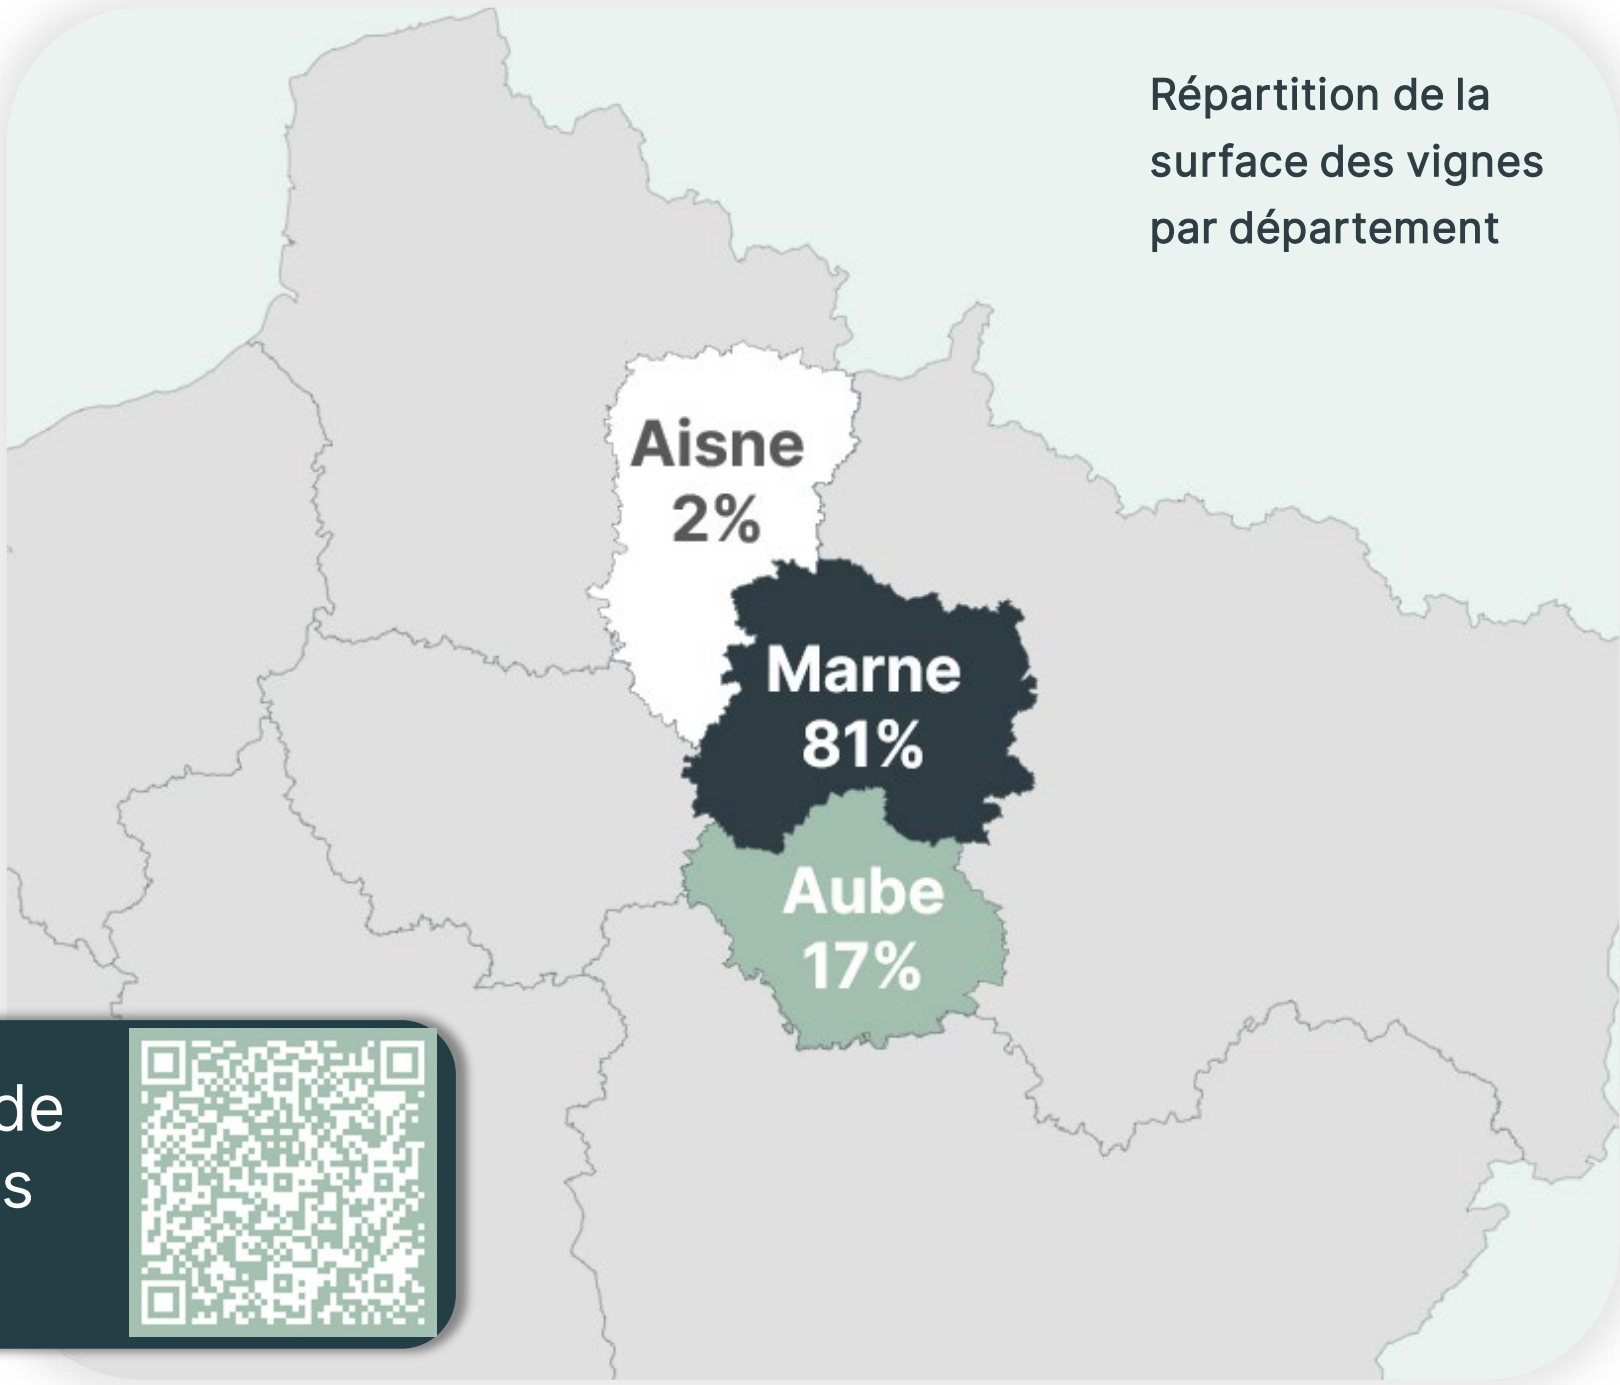 Répartition de la
surface des vignes
par département
Aisne
2%
Marne
81%
Aube
17%
de
s